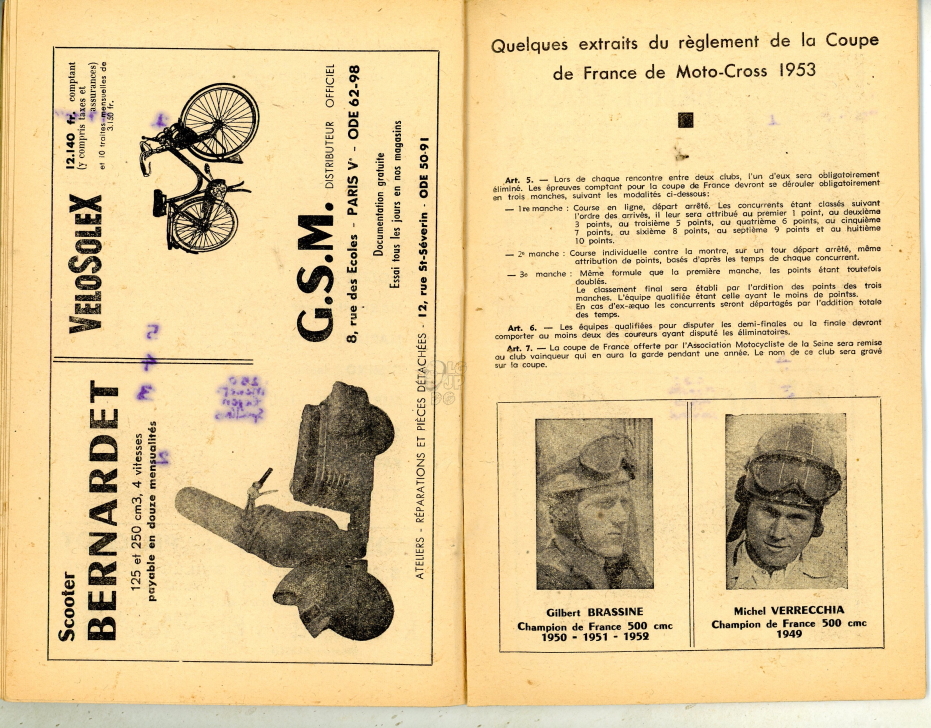 Scooter
BERNARDET
125 et 250 cm3, 4 vitesses
payable en douze mensualités
VELOSOLEX
12.140 fr. comptant
(y compris taxes et
assurances)
et 10 traites mensuelles de
3.150 fr.
G.S.M. DISTRIBUTEUR OFFICIEL
8, rue des Ecoles - PARIS Vᵉ - ODE 62-98
Documentation gratuite
Essai tous les jours en nos magasins
ATELIERS - RÉPARATIONS ET PIÈCES DÉTACHÉES - 12, rue St-Séverin - ODE 50-91
Quelques extraits du règlement de la Coupe
de France de Moto-Cross 1953
Art. 5. — Lors de chaque rencontre entre deux clubs, l'un d'eux sera obligatoirement
éliminé. Les épreuves comptant pour la coupe de France devront se dérouler obligatoirement
en trois manches, suivant les modalités ci-dessous:
— 1re manche : Course en ligne, départ arrêté. Les concurrents étant classés suivant
l'ordre des arrivés, il leur sera attribué au premier 1 point, au deuxième
3 points, au troisième 5 points, au quatrième 6 points, au cinquième
7 points, au sixième 8 points, au septième 9 points et au huitième
10 points.
— 2ᵉ manche : Course individuelle contre la montre, sur un tour départ arrêté, même
attribution de points, basés d'après les temps de chaque concurrent.
— 3e manche : Même formule que la première manche, les points étant toutefois
doublés.
Le classement final sera établi par l'ardition des points des trois
manches. L'équipe qualifiée étant celle ayant le moins de pointss.
En cas d'ex-æquo les concurrents seront départagés par l'addition totale
des temps.
Art. 6. — Les équipes qualifiées pour disputer les demi-finales ou la finale devront
comporter au moins deux des coureurs ayant disputé les éliminatoires.
Art. 7. — La coupe de France offerte par l'Association Motocycliste de la Seine sera remise
au club vainqueur qui en aura la garde pendant une année. Le nom de ce club sera gravé
sur la coupe.
Gilbert BRASSINE
Champion de France 500 cmc
1950 - 1951 - 1952
Michel VERRECCHIA
Champion de France 500 cmc
1949